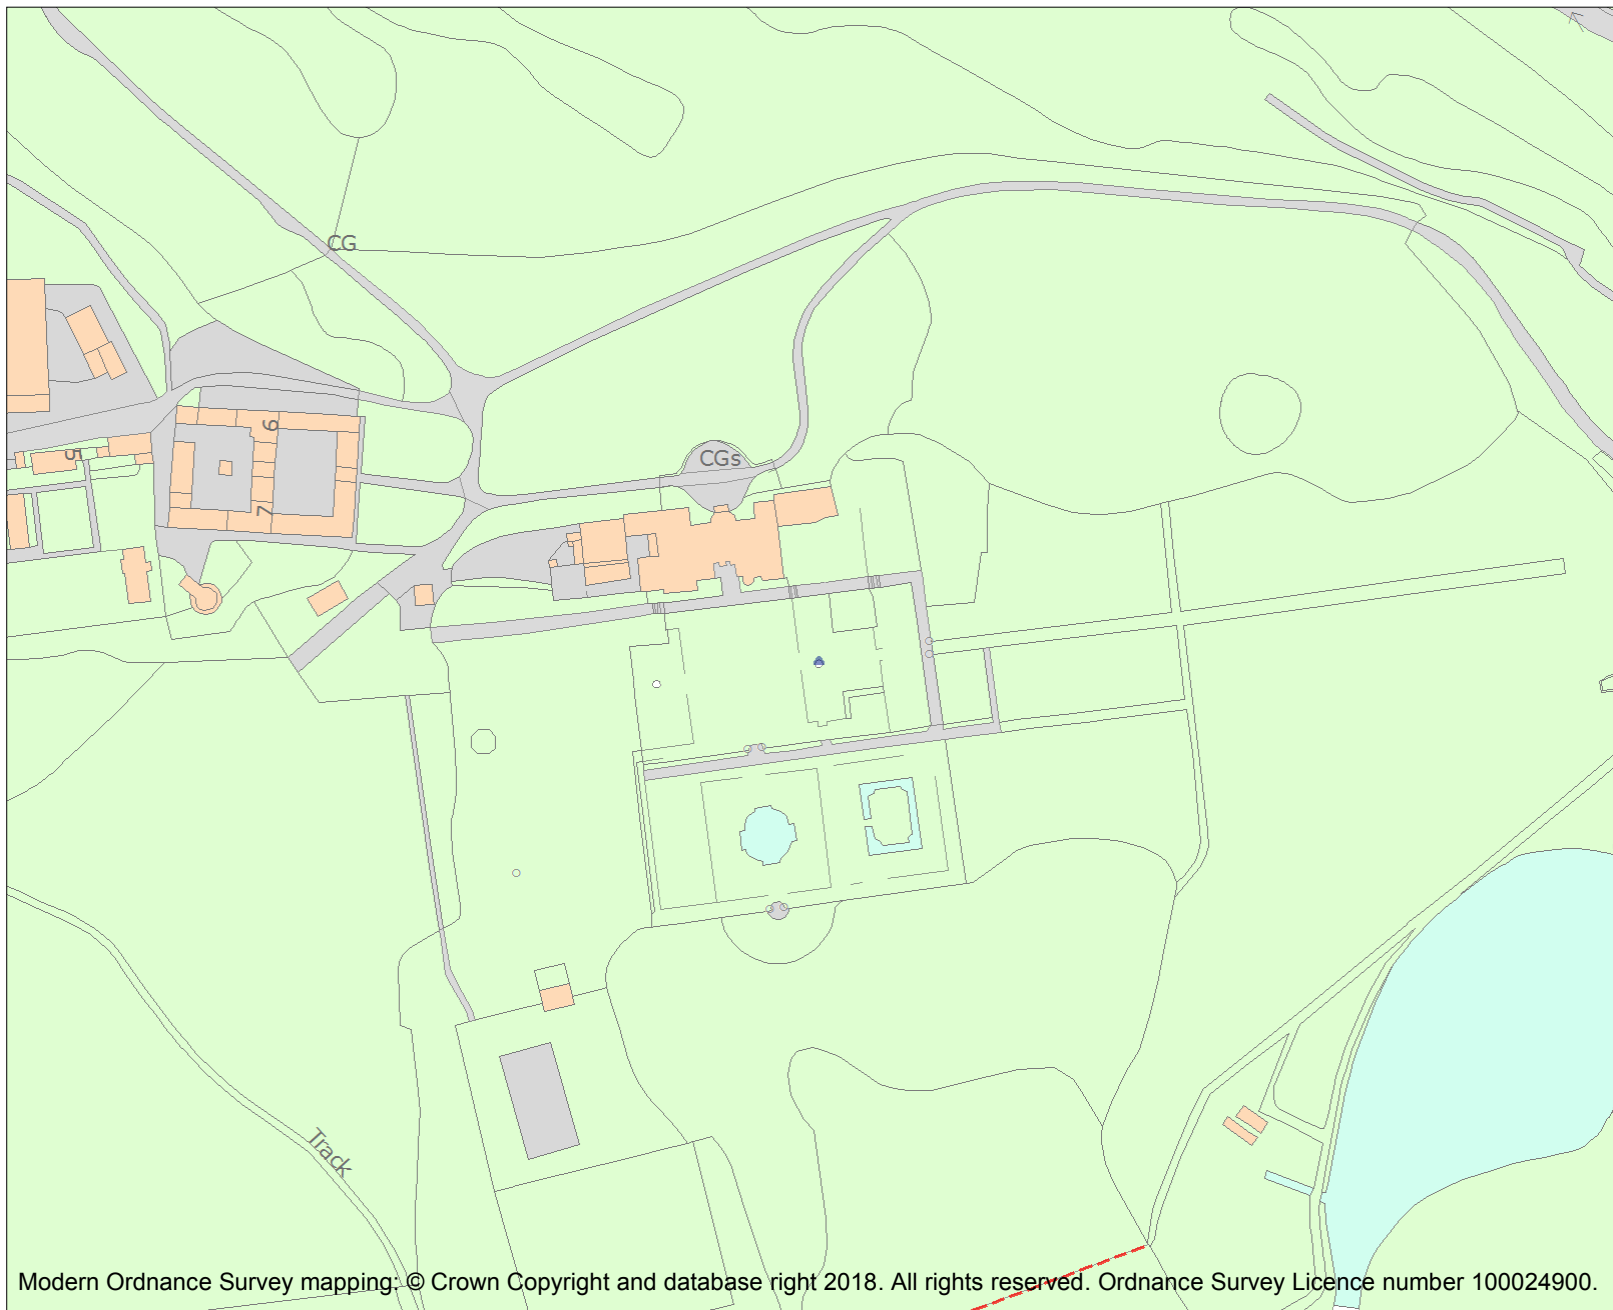 CG
CGs
6
5
7
Track
Modern Ordnance Survey mapping: © Crown Copyright and database right 2018. All rights reserved. Ordnance Survey Licence number 100024900.